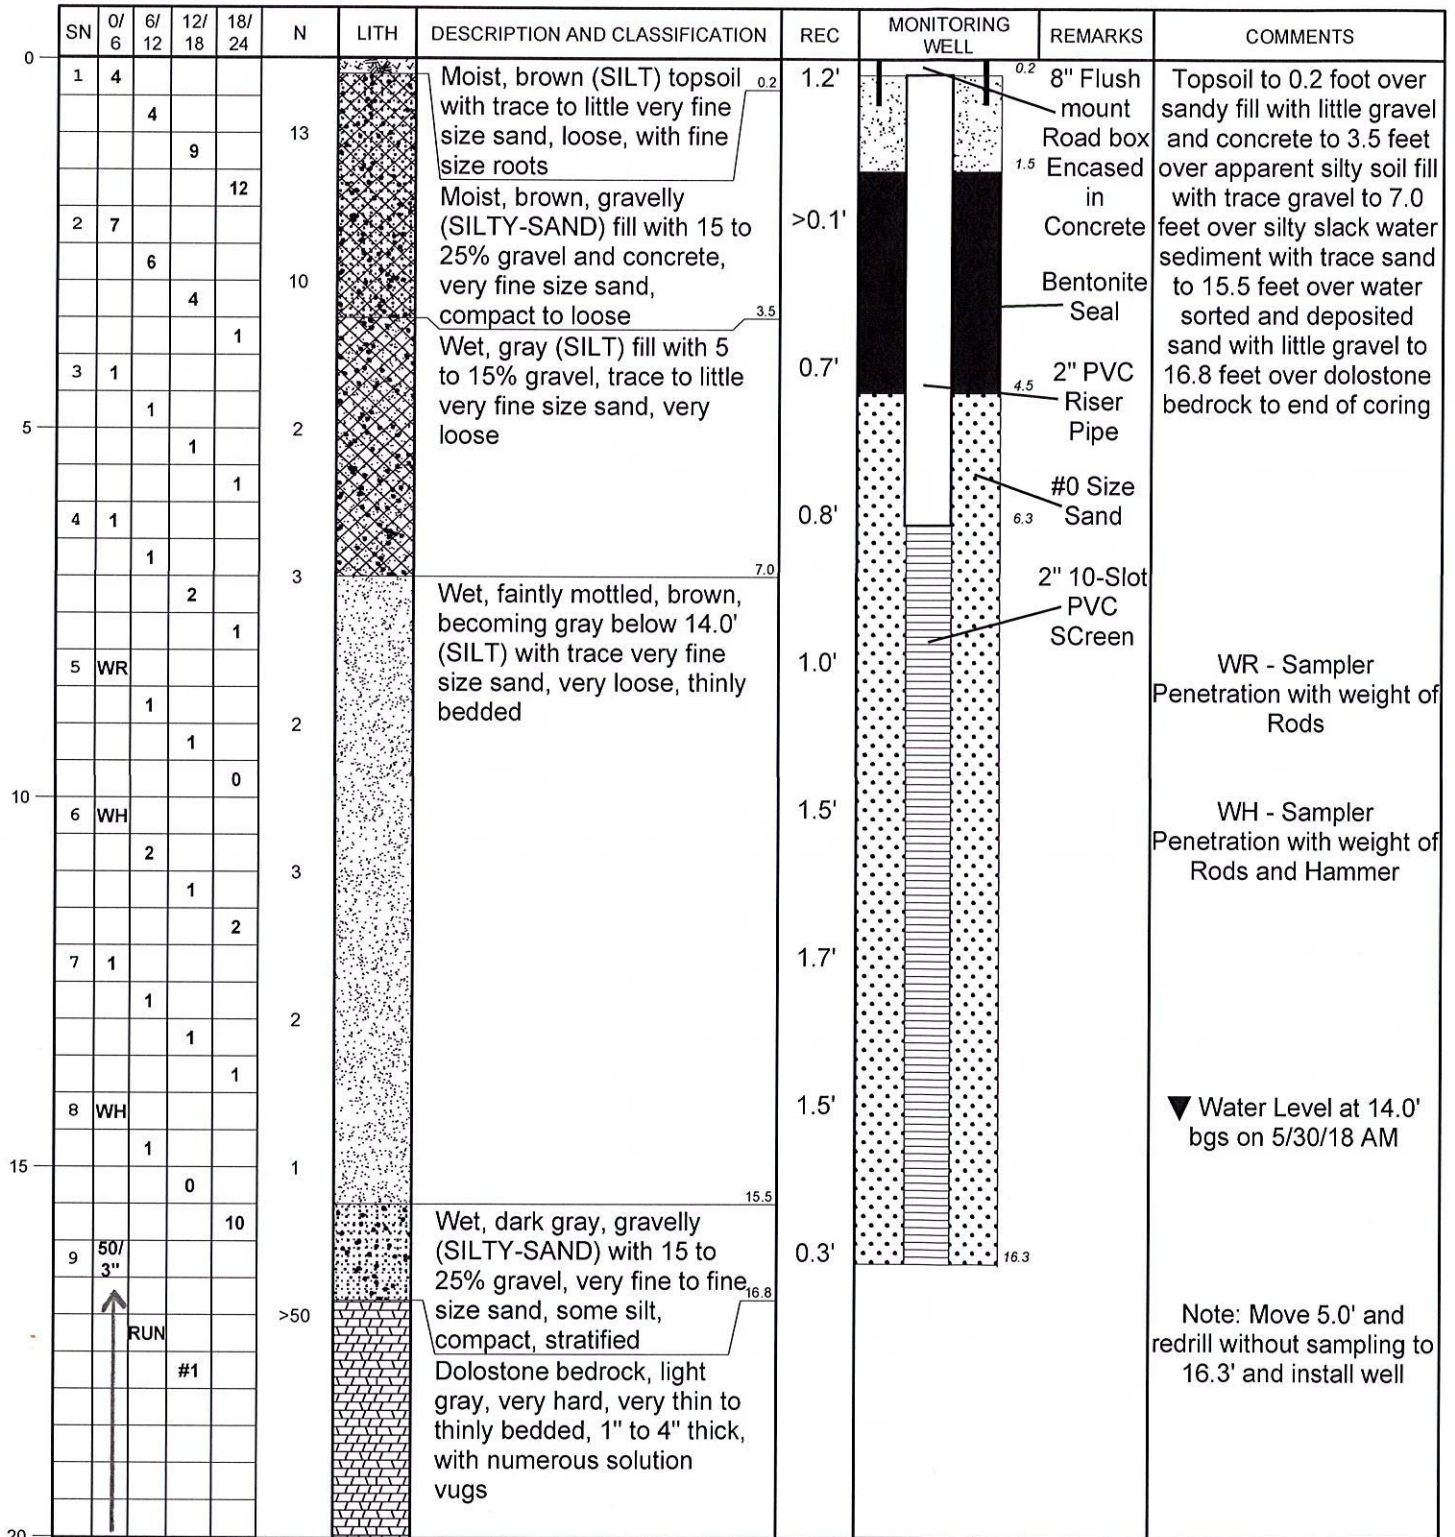 SN 0/ 6/ 12/ 18/ N LITH DESCRIPTION AND CLASSIFICATION REC MONITORING REMARKS COMMENTS
6 12 18 24 WELL
0
1 4
4
9
12
2 7
6
4
1
3 1
1
5
1
1
4 1
1
2
1
5 WR
1
1
0
10
6 WH
2
1
2
7 1
1
1
1
8 WH
1
15
0
10
9 50/
3"
RUN
#1
20
13
10
2
3
2
3
2
1
>50
Moist, brown (SILT) topsoil
with trace to little very fine
size sand, loose, with fine
size roots
0.2
Moist, brown, gravelly
(SILTY-SAND) fill with 15 to
25% gravel and concrete,
very fine size sand,
compact to loose
3.5
Wet, gray (SILT) fill with 5
to 15% gravel, trace to little
very fine size sand, very
loose
7.0
Wet, faintly mottled, brown,
becoming gray below 14.0'
(SILT) with trace very fine
size sand, very loose, thinly
bedded
15.5
Wet, dark gray, gravelly
(SILTY-SAND) with 15 to
25% gravel, very fine to fine
size sand, some silt,
compact, stratified
16.8
Dolostone bedrock, light
gray, very hard, very thin to
thinly bedded, 1" to 4" thick,
with numerous solution
vugs
1.2'
>0.1'
0.7'
0.8'
1.0'
1.5'
1.7'
1.5'
0.3'
0.2
1.5
4.5
6.3
16.3
8" Flush
mount
Road box
Encased
in
Concrete
Bentonite
Seal
2" PVC
Riser
Pipe
#0 Size
Sand
2" 10-Slot
PVC
SCreen
Topsoil to 0.2 foot over
sandy fill with little gravel
and concrete to 3.5 feet
over apparent silty soil fill
with trace gravel to 7.0
feet over silty slack water
sediment with trace sand
to 15.5 feet over water
sorted and deposited
sand with little gravel to
16.8 feet over dolostone
bedrock to end of coring
WR - Sampler
Penetration with weight of
Rods
WH - Sampler
Penetration with weight of
Rods and Hammer
▼ Water Level at 14.0'
bgs on 5/30/18 AM
Note: Move 5.0' and
redrill without sampling to
16.3' and install well